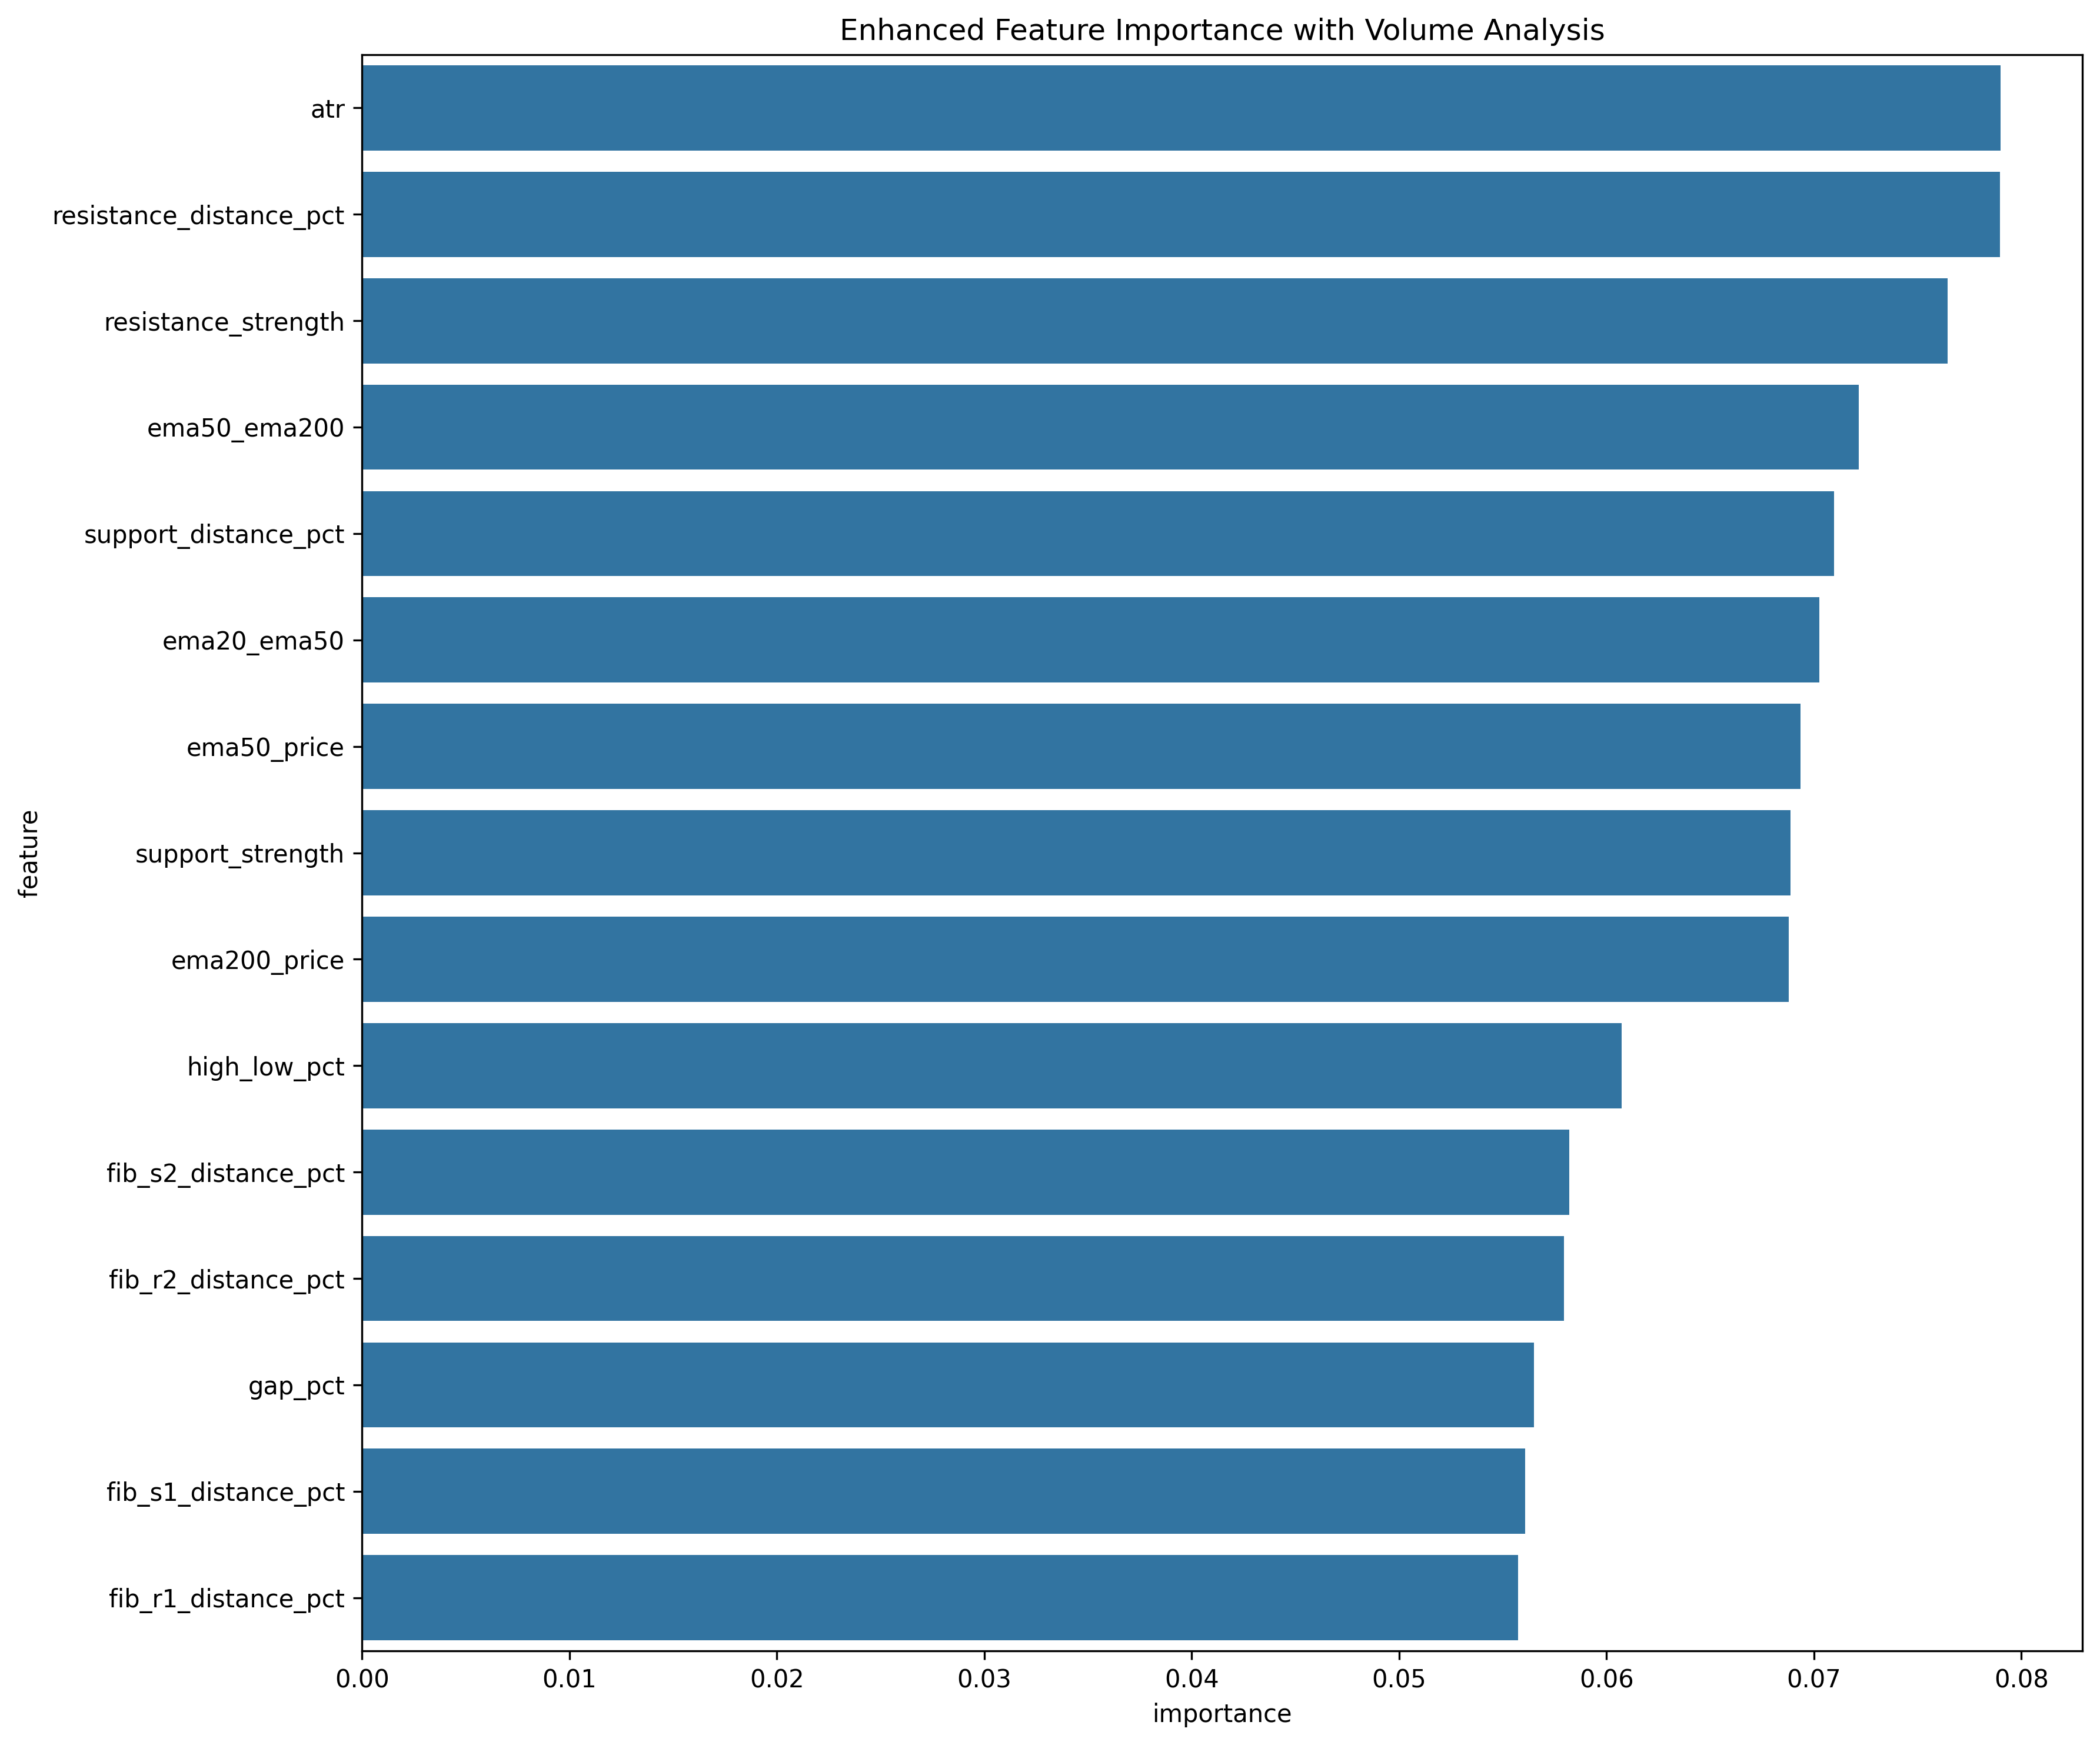 Enhanced Feature Importance with Volume Analysis
atr
resistance_distance_pct
resistance_strength
ema50_ema200
support_distance_pct
ema20_ema50
ema50_price
support_strength
ema200_price
high_low_pct
fib_s2_distance_pct
fib_r2_distance_pct
gap_pct
fib_s1_distance_pct
fib_r1_distance_pct
feature
0.00 0.01 0.02 0.03 0.04 0.05 0.06 0.07 0.08
importance